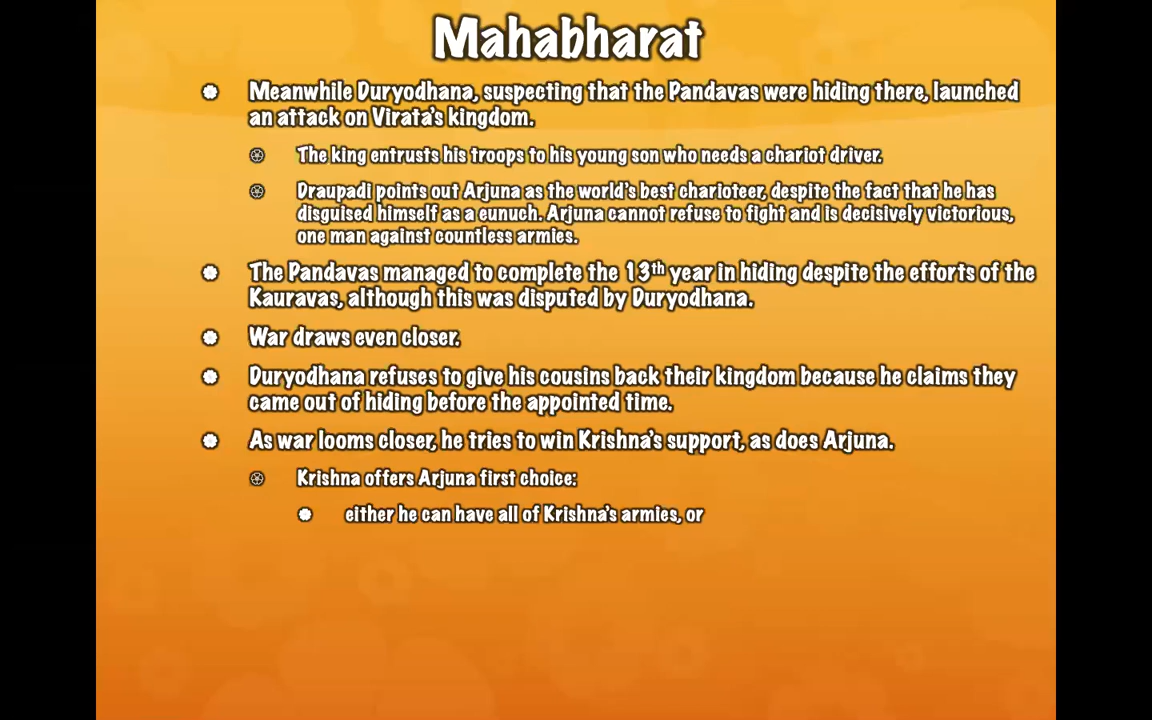 Mahabharat
Meanwhile Duryodhana, suspecting that the Pandavas were hiding there, launched
an attack on Virata's kingdom.
The king entrusts his troops to his young son who needs a chariot driver.
Draupadi points out Arjuna as the world's best charioteer, despite the fact that he has
disguised himself as a eunuch. Arjuna cannot refuse to fight and is decisively victorious,
one man against countless armies.
The Pandavas managed to complete the 13th year in hiding despite the efforts of the
Kauravas, although this was disputed by Duryodhana.
War draws even closer.
Duryodhana refuses to give his cousins back their kingdom because he claims they
came out of hiding before the appointed time.
As war looms closer, he tries to win Krishna's support, as does Arjuna.
Krishna offers Arjuna first choice:
either he can have all of Krishna's armies, or